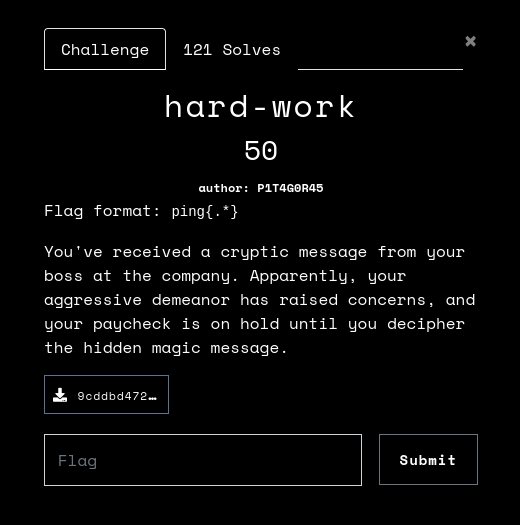 Challenge 121 Solves ×
hard-work
50
author: P1T4G0R45
Flag format: ping{.*}
You've received a cryptic message from your
boss at the company. Apparently, your
aggressive demeanor has raised concerns, and
your paycheck is on hold until you decipher
the hidden magic message.
9cddbd472…
Flag
Submit